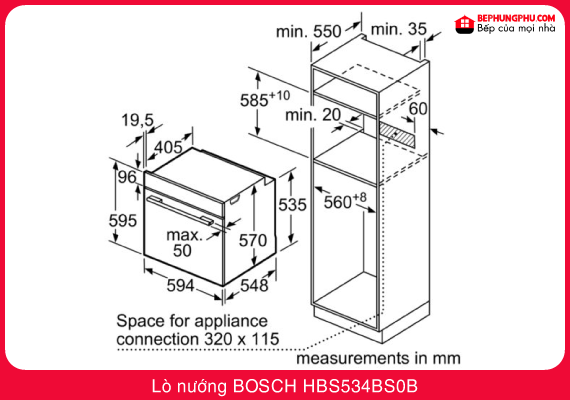 BEPHUNGPHU.COM
Bếp của mọi nhà
min. 550
min. 35
585+10
60
min. 20
19,5
405
96
560+8
535
595
max.
50
570
594
548
Space for appliance
connection 320 x 115
measurements in mm
Lò nướng BOSCH HBS534BS0B